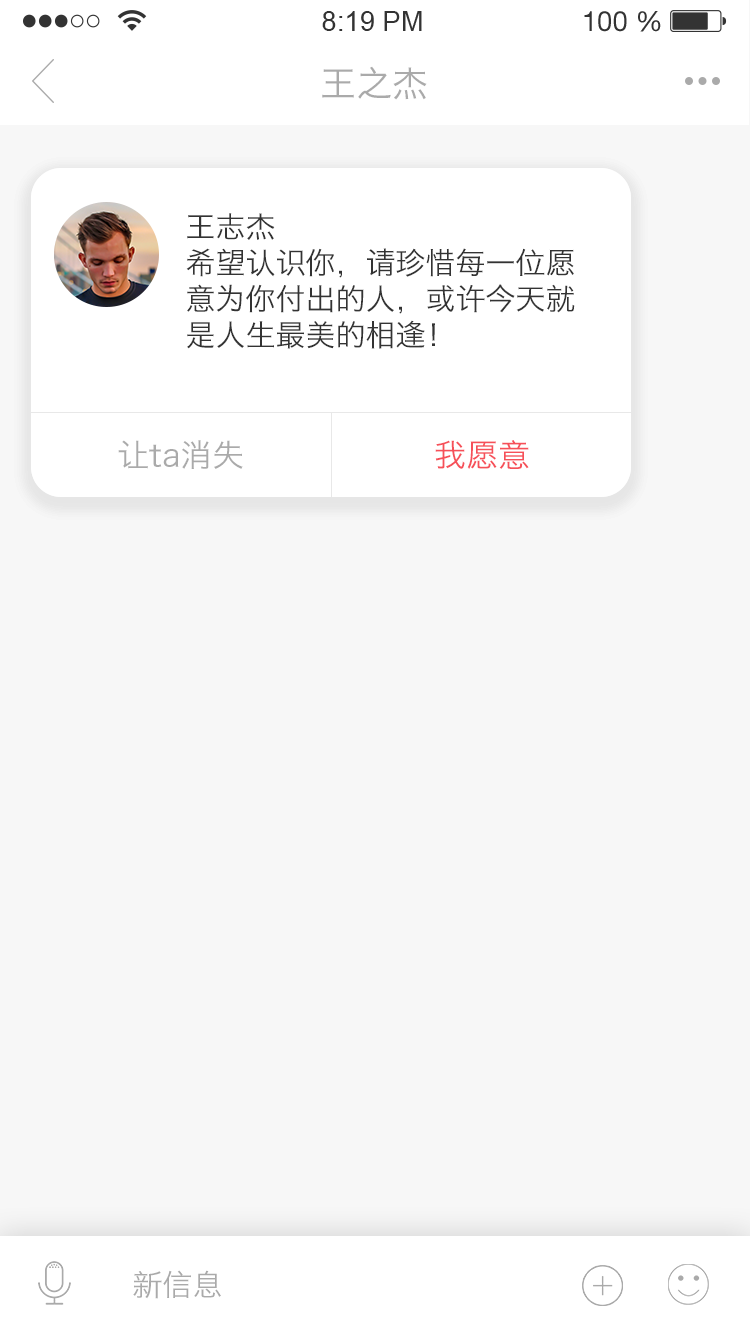 8:19 PM
100 %
王之杰
王志杰
希望认识你，请珍惜每一位愿
意为你付出的人，或许今天就
是人生最美的相逢！
让ta消失
我愿意
新信息